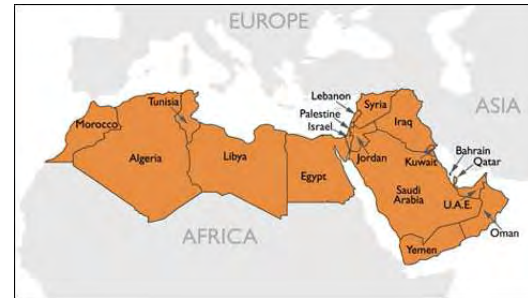 EUROPE
ASIA
AFRICA
Morocco
Tunisia
Algeria
Libya
Egypt
Lebanon
Palestine
Israel
Syria
Iraq
Jordan
Kuwait
Bahrain
Qatar
Saudi
Arabia
U.A.E.
Oman
Yemen